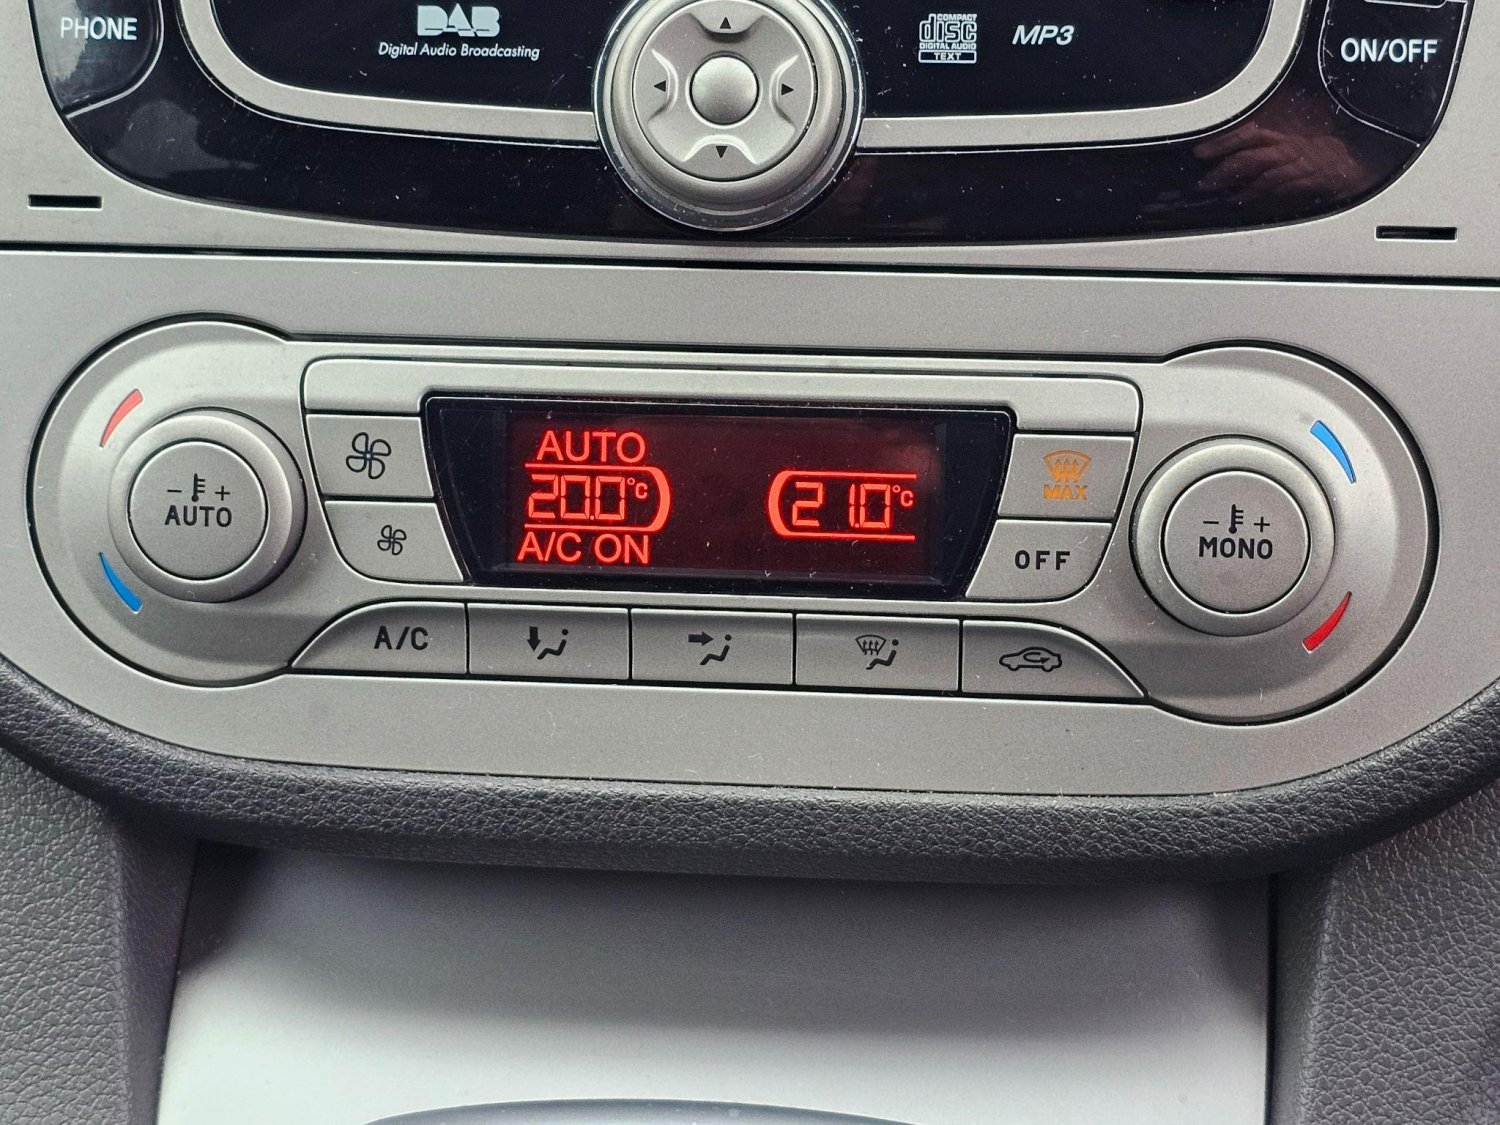 PHONE
DAB
Digital Audio Broadcasting
COMPACT
disc
DIGITAL AUDIO
TEXT
MP3
ON/OFF
- +
AUTO
AUTO
20.0°C
A/C ON
21.0°C
MAX
OFF
- +
MONO
A/C